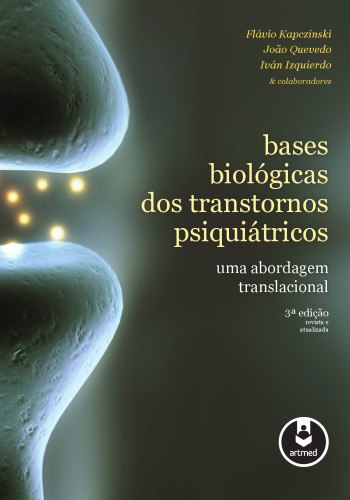 Flávio Kapczinski
João Quevedo
Iván Izquierdo
& colaboradores
bases
biológicas
dos transtornos
psiquiátricos
uma abordagem
translacional
3ª edição
revista e
atualizada
artmed